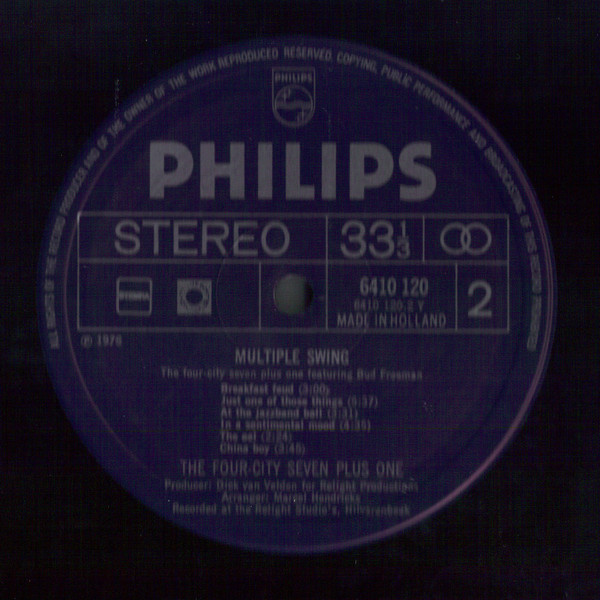 ALL RIGHTS OF THE RECORD PRODUCER AND OF THE OWNER OF THE WORK REPRODUCED RESERVED. COPYING, PUBLIC PERFORMANCE AND BROADCASTING OF THIS RECORD PROHIBITED
PHILIPS
PHILIPS
STEREO 33⅓
STEMRA
6410 120
6410 120.2 Y
MADE IN HOLLAND
2
℗ 1976
MULTIPLE SWING
The four-city seven plus one featuring Bud Freeman
Breakfast feud (3:00)
Just one of those things (5:37)
At the jazzband ball (3:31)
In a sentimental mood (4:35)
The eel (2:24)
China boy (3:45)
THE FOUR-CITY SEVEN PLUS ONE
Producer: Dick van Velden for Relight Productions
Arranger: Marcel Hendricks
Recorded at the Relight Studio's, Hilvarenbeek